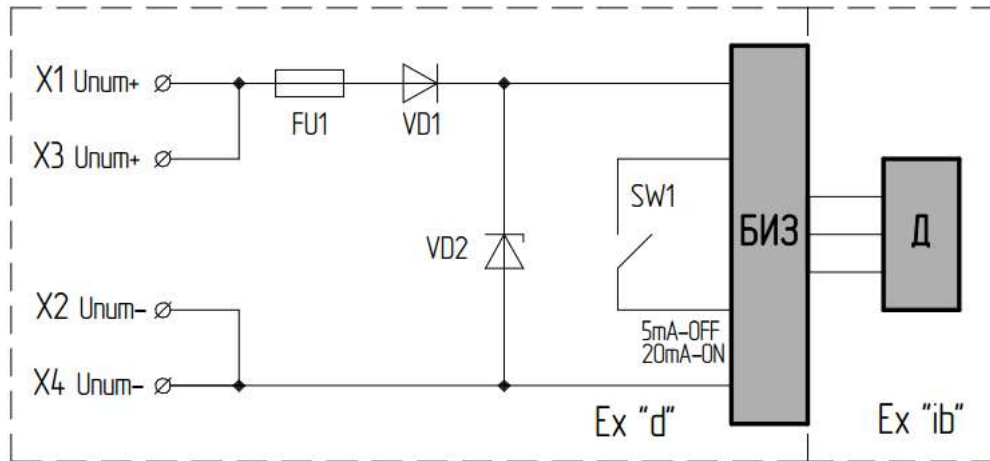 X1 Uпит+
FU1
VD1
X3 Uпит+
SW1
VD2
БИЗ
Д
X2 Uпит-
5mA-OFF
20mA-ON
X4 Uпит-
Ex "d"
Ex "ib"